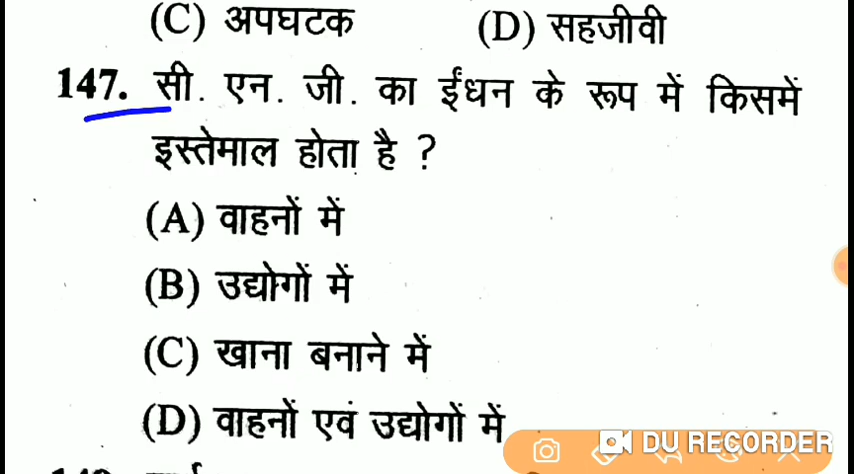 (C) अपघटक (D) सहजीवी
147. सी. एन. जी. का ईंधन के रूप में किसमें
इस्तेमाल होता है ?
(A) वाहनों में
(B) उद्योगों में
(C) खाना बनाने में
(D) वाहनों एवं उद्योगों में
DU RECORDER